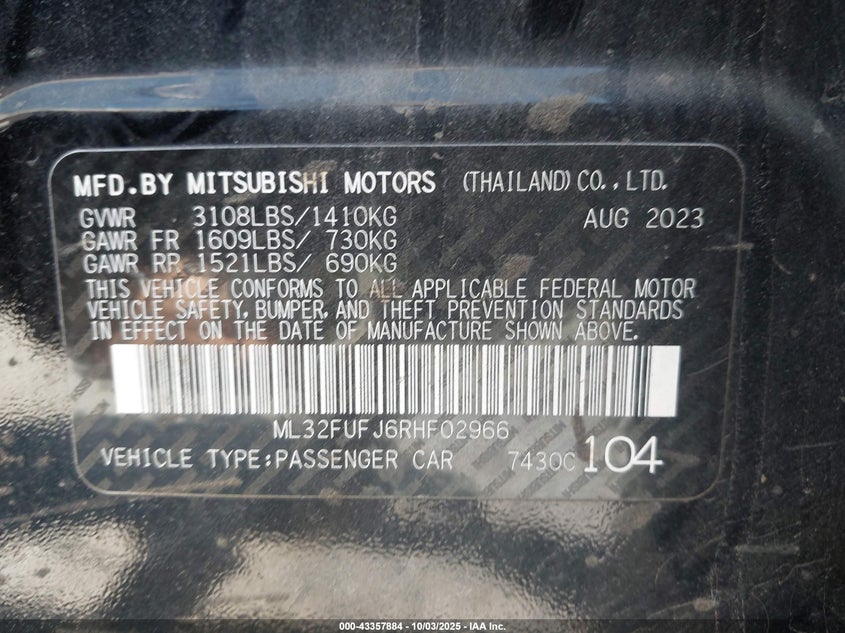 MFD.BY MITSUBISHI MOTORS (THAILAND) CO., LTD.
GVWR 3108LBS/1410KG AUG 2023
GAWR FR 1609LBS/ 730KG
GAWR RR 1521LBS/ 690KG
THIS VEHICLE CONFORMS TO ALL APPLICABLE FEDERAL MOTOR
VEHICLE SAFETY, BUMPER, AND THEFT PREVENTION STANDARDS
IN EFFECT ON THE DATE OF MANUFACTURE SHOWN ABOVE.
ML32FUFJ6RHF02966
VEHICLE TYPE:PASSENGER CAR 7430C 104
000-43357884 - 10/03/2025 - IAA Inc.